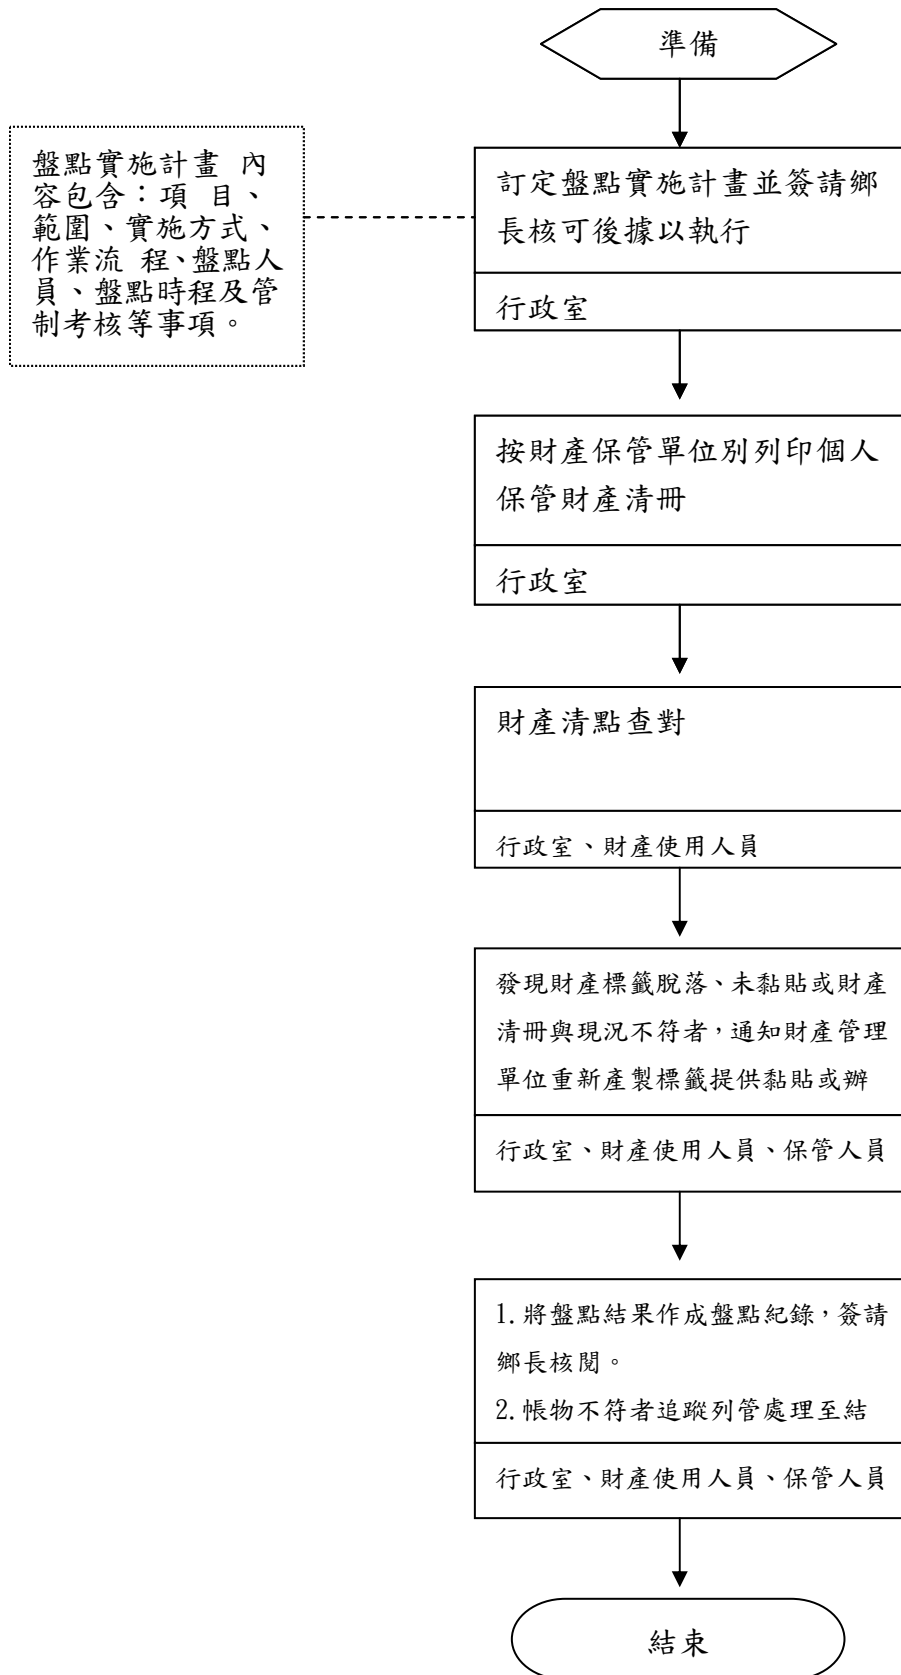 準備
盤點實施計畫 內
容包含：項 目、
範圍、實施方式、
作業流 程、盤點人
員、盤點時程及管
制考核等事項。
訂定盤點實施計畫並簽請鄉
長核可後據以執行
行政室
按財產保管單位別列印個人
保管財產清冊
行政室
財產清點查對
行政室、財產使用人員
發現財產標籤脫落、未黏貼或財產
清冊與現況不符者，通知財產管理
單位重新產製標籤提供黏貼或辦
行政室、財產使用人員、保管人員
1.將盤點結果作成盤點紀錄，簽請
鄉長核閱。
2.帳物不符者追蹤列管處理至結
行政室、財產使用人員、保管人員
結束